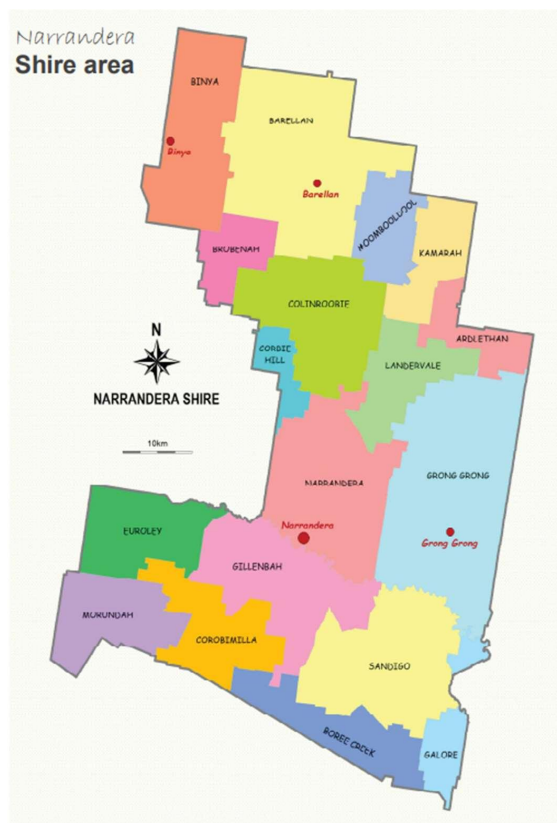 Narrandera
Shire area
BINYA
BARELLAN
Binya
Barellan
MOOMBOOLDOOL
BRUBENAH
KAMARAH
COLINROOBIE
N
NARRANDERA SHIRE
10km
CORBIE
HILL
ARDLETHAN
LANDERVALE
NARRANDERA
GRONG GRONG
Narrandera
Grong Grong
EUROLEY
GILLENBAH
MURUNDAH
COROBIMILLA
SANDIGO
BOREE CREEK
GALORE